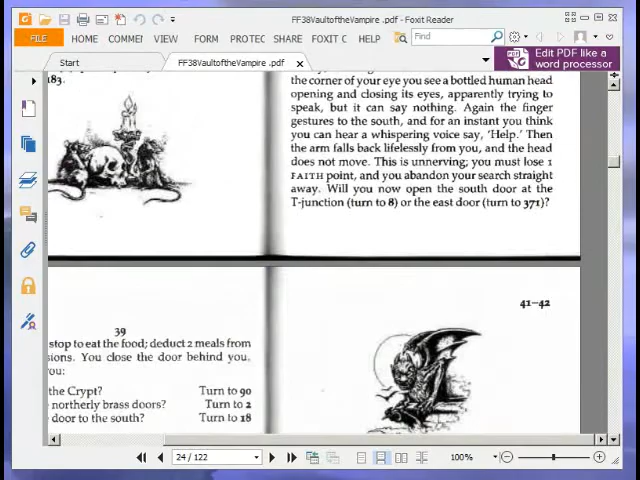 FF38VaultoftheVampire .pdf - Foxit Reader
FILE HOME COMMEI VIEW FORM PROTEC SHARE FOXIT C HELP Find
Edit PDF like a
word processor
Start FF38VaultoftheVampire .pdf
183.
the corner of your eye you see a bottled human head
opening and closing its eyes, apparently trying to
speak, but it can say nothing. Again the finger
gestures to the south, and for an instant you think
you can hear a whispering voice say, 'Help.' Then
the arm falls back lifelessly from you, and the head
does not move. This is unnerving; you must lose 1
FAITH point, and you abandon your search straight
away. Will you now open the south door at the
T-junction (turn to 8) or the east door (turn to 371)?
39
stop to eat the food; deduct 2 meals from
sions. You close the door behind you,
ou:
the Crypt? Turn to 90
northerly brass doors? Turn to 2
door to the south? Turn to 18
41–42
24 / 122
100%